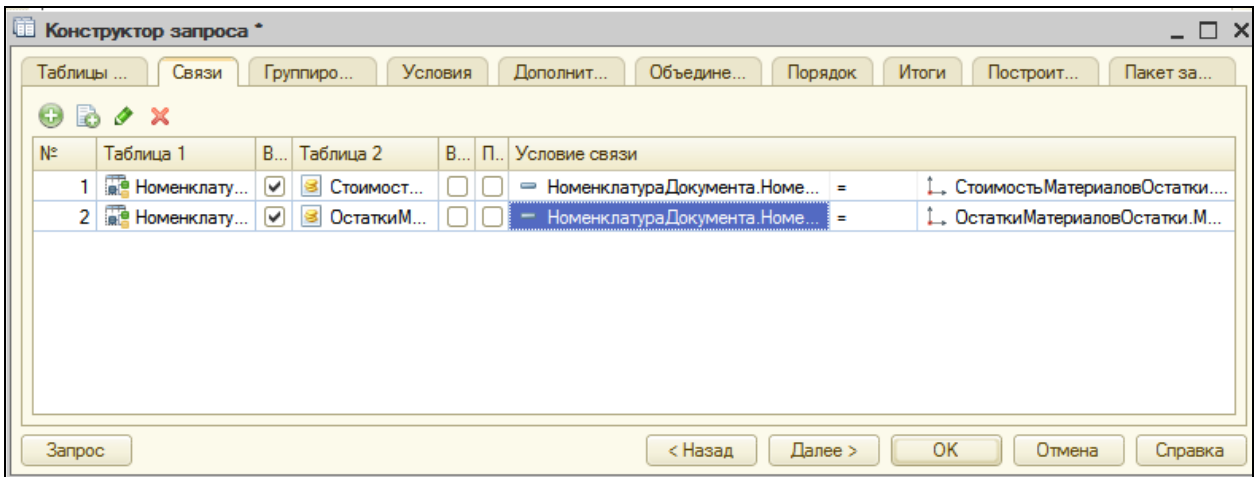 Конструктор запроса *
Таблицы ... Связи Группиро... Условия Дополнит... Объедине... Порядок Итоги Построит... Пакет за...
№ Таблица 1 В... Таблица 2 В... П.. Условие связи
1 Номенклату... Стоимост... НоменклатураДокумента.Номе... = СтоимостьМатериаловОстатки....
2 Номенклату... ОстаткиМ... НоменклатураДокумента.Номе... = ОстаткиМатериаловОстатки.М...
Запрос < Назад Далее > OK Отмена Справка